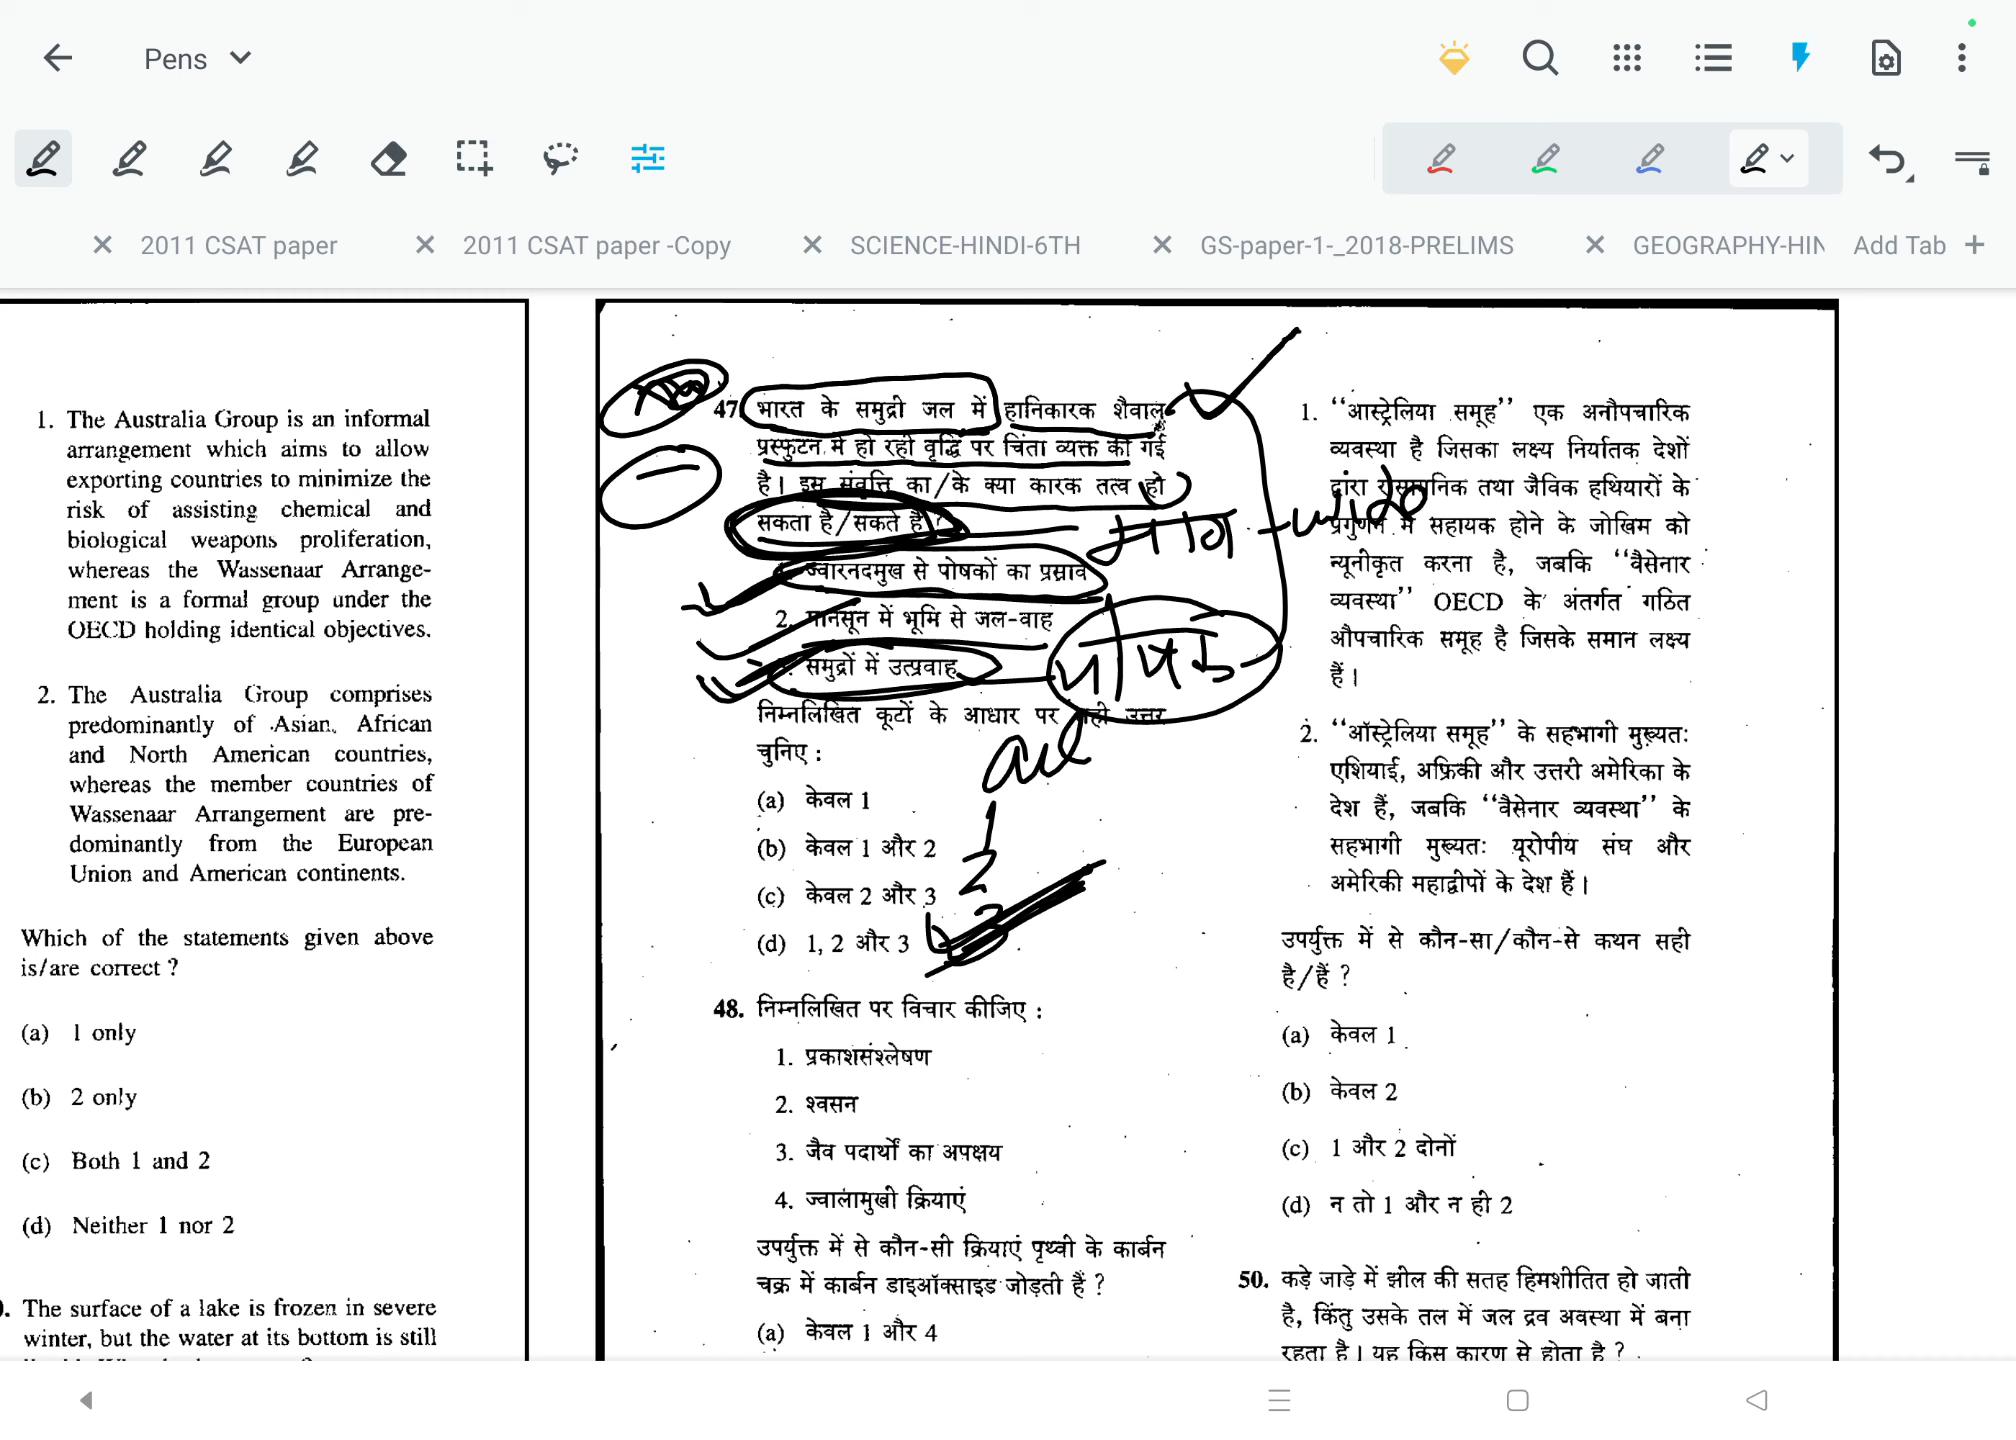 Pens
2011 CSAT paper
2011 CSAT paper -Copy
SCIENCE-HINDI-6TH
GS-paper-1-_2018-PRELIMS
GEOGRAPHY-HIN
Add Tab +
1. The Australia Group is an informal
arrangement which aims to allow
exporting countries to minimize the
risk of assisting chemical and
biological weapons proliferation,
whereas the Wassenaar Arrange-
ment is a formal group under the
OECD holding identical objectives.
2. The Australia Group comprises
predominantly of Asian, African
and North American countries,
whereas the member countries of
Wassenaar Arrangement are pre-
dominantly from the European
Union and American continents.
Which of the statements given above
is/are correct ?
(a) 1 only
(b) 2 only
(c) Both 1 and 2
(d) Neither 1 nor 2
. The surface of a lake is frozen in severe
winter, but the water at its bottom is still
47 भारत के समुद्री जल में हानिकारक शैवाल
प्रस्फुटन में हो रही वृद्धि पर चिंता व्यक्त की गई
है। इस संवृत्ति का/के क्या कारक तत्व हो
सकता है/सकते हैं ?
ज्वारनदमुख से पोषकों का प्रस्राव
2. मानसून में भूमि से जल-वाह
समुद्रों में उत्प्रवाह
निम्नलिखित कूटों के आधार पर सही उत्तर
चुनिए :
all
(a) केवल 1
1
(b) केवल 1 और 2
2
(c) केवल 2 और 3
3
(d) 1, 2 और 3
48. निम्नलिखित पर विचार कीजिए :
1. प्रकाशसंश्लेषण
2. श्वसन
3. जैव पदार्थों का अपक्षय
4. ज्वालामुखी क्रियाएं
उपर्युक्त में से कौन-सी क्रियाएं पृथ्वी के कार्बन
चक्र में कार्बन डाइऑक्साइड जोड़ती हैं ?
(a) केवल 1 और 4
1. ‘‘आस्ट्रेलिया समूह’’ एक अनौपचारिक
व्यवस्था है जिसका लक्ष्य निर्यातक देशों
द्वारा रासायनिक तथा जैविक हथियारों के
प्रगुणन में सहायक होने के जोखिम को
न्यूनीकृत करना है, जबकि ‘‘वैसेनार
व्यवस्था’’ OECD के अंतर्गत गठित
औपचारिक समूह है जिसके समान लक्ष्य
हैं।
2. ‘‘ऑस्ट्रेलिया समूह’’ के सहभागी मुख्यतः
एशियाई, अफ्रिकी और उत्तरी अमेरिका के
देश हैं, जबकि ‘‘वैसेनार व्यवस्था’’ के
सहभागी मुख्यतः यूरोपीय संघ और
अमेरिकी महाद्वीपों के देश हैं।
उपर्युक्त में से कौन-सा/कौन-से कथन सही
है/हैं ?
(a) केवल 1
(b) केवल 2
(c) 1 और 2 दोनों
(d) न तो 1 और न ही 2
50. कड़े जाड़े में झील की सतह हिमशीतित हो जाती
है, किंतु उसके तल में जल द्रव अवस्था में बना
रहता है। यह किस कारण से होता है ?